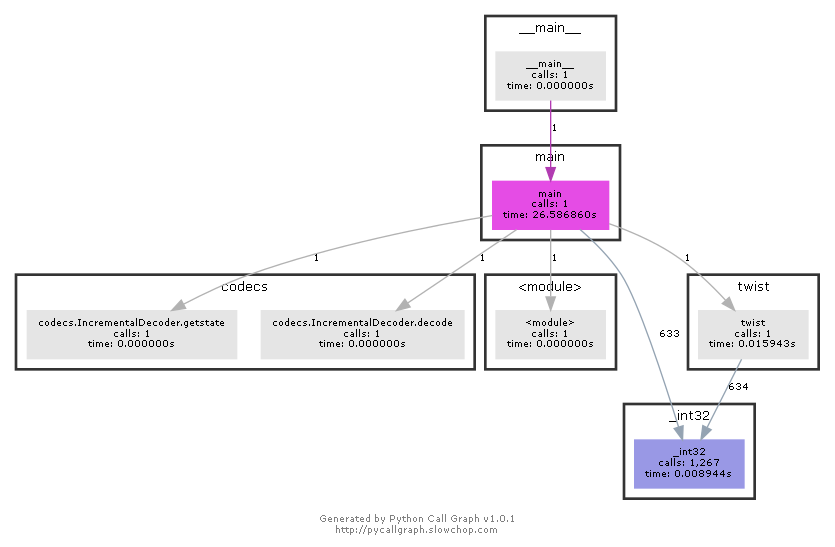 __main__
__main__
calls: 1
time: 0.000000s
1
main
main
calls: 1
time: 26.586860s
1
1
1
1
codecs
codecs.IncrementalDecoder.getstate
calls: 1
time: 0.000000s
codecs.IncrementalDecoder.decode
calls: 1
time: 0.000000s
<module>
<module>
calls: 1
time: 0.000000s
twist
twist
calls: 1
time: 0.015943s
633
634
_int32
_int32
calls: 1,267
time: 0.008944s
Generated by Python Call Graph v1.0.1
http://pycallgraph.slowchop.com